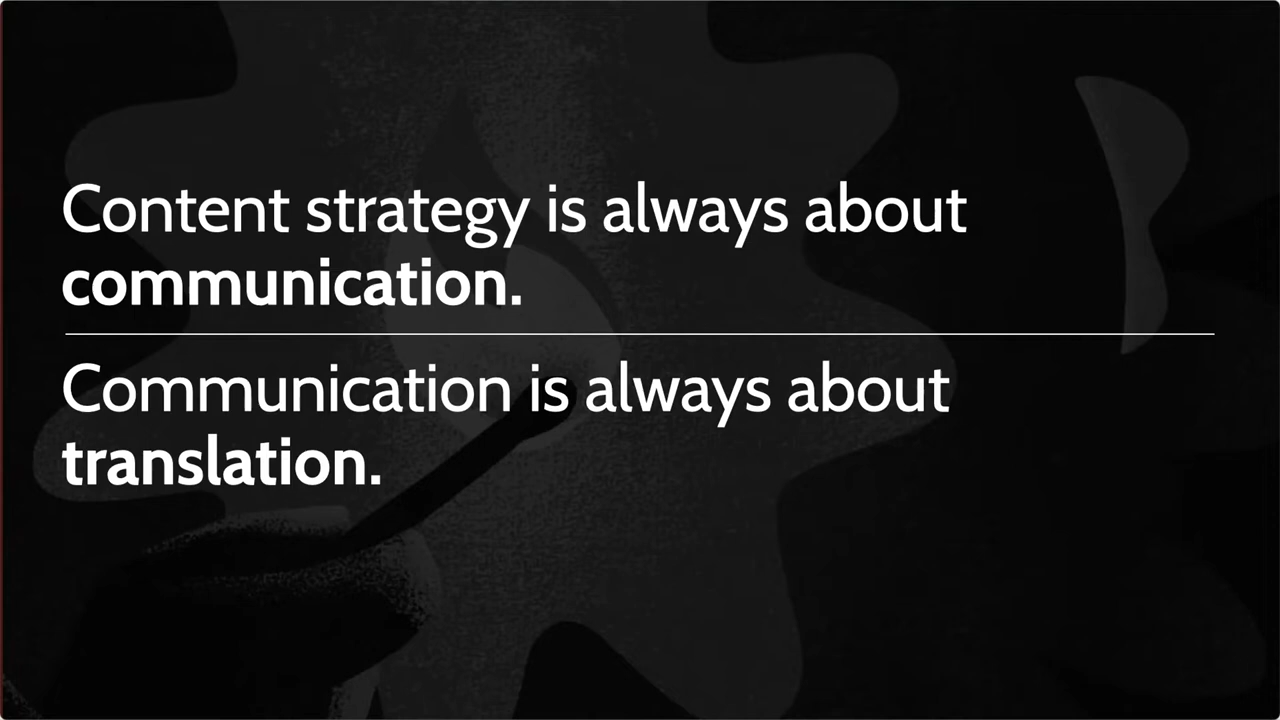 Content strategy is always about
communication.
Communication is always about
translation.